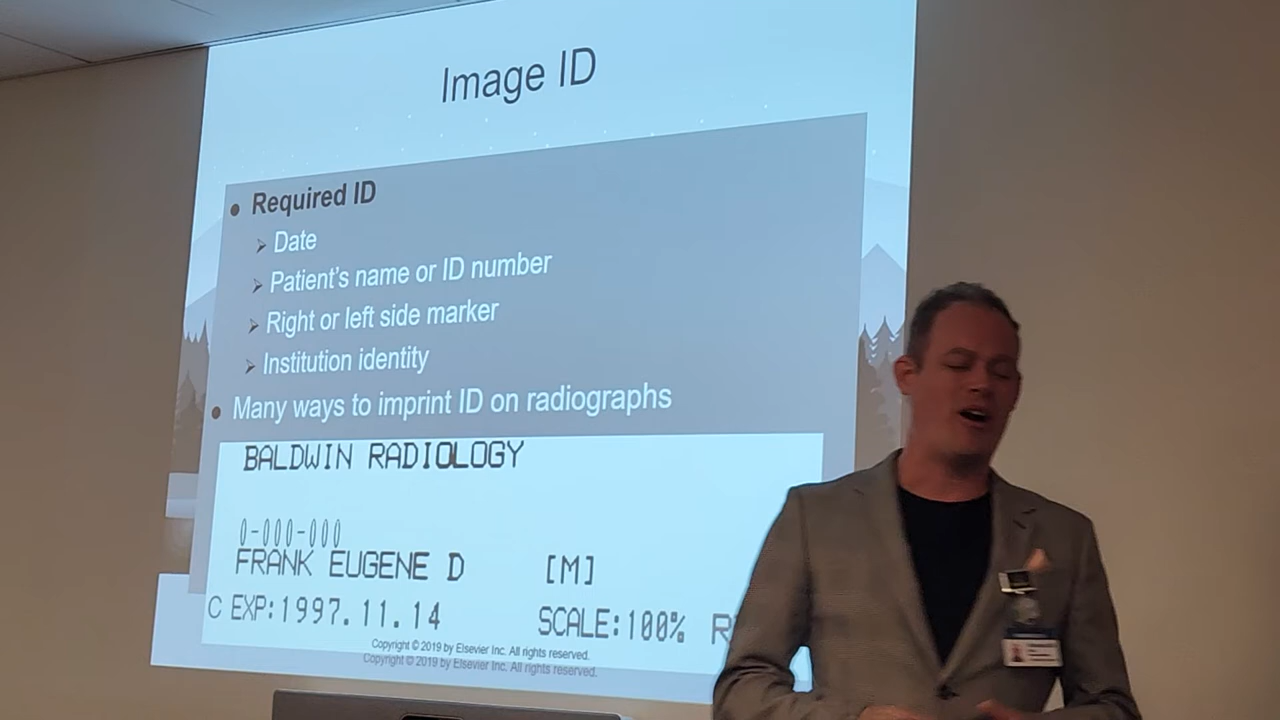 Image ID
• Required ID
➢ Date
➢ Patient's name or ID number
➢ Right or left side marker
➢ Institution identity
• Many ways to imprint ID on radiographs
BALDWIN RADIOLOGY
0-000-000
FRANK EUGENE D [M]
C EXP:1997.11.14 SCALE:100% R
Copyright © 2019 by Elsevier Inc. All rights reserved.
Copyright © 2019 by Elsevier Inc. All rights reserved.